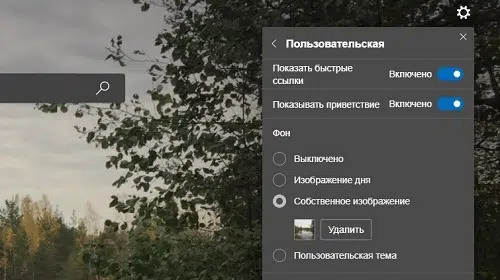 Пользовательская
Показать быстрые
ссылки
Включено
Показывать приветствие
Включено
Фон
Выключено
Изображение дня
Собственное изображение
Удалить
Пользовательская тема